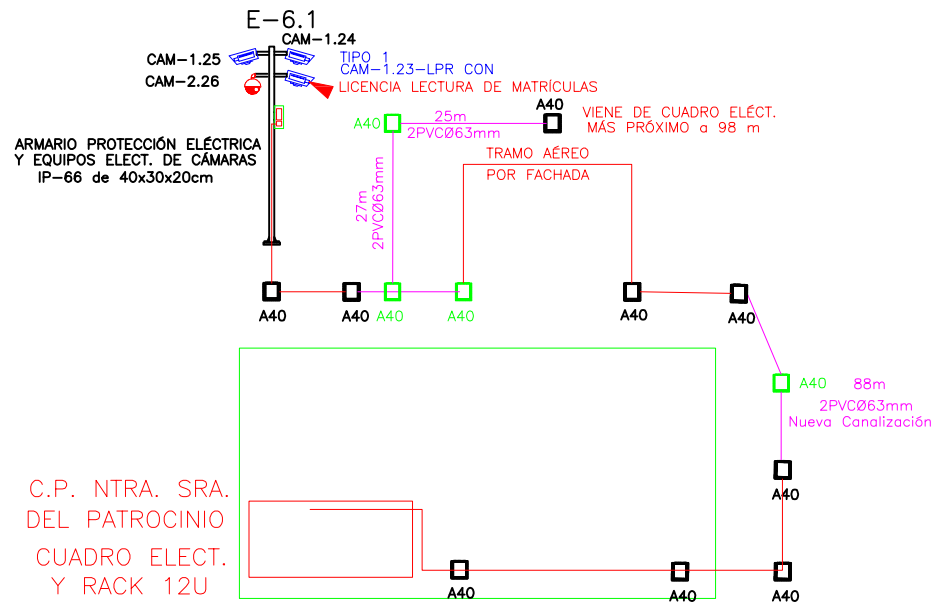 E-6.1
CAM-1.24
CAM-1.25
TIPO 1
CAM-1.23-LPR CON
CAM-2.26
LICENCIA LECTURA DE MATRÍCULAS
A40
VIENE DE CUADRO ELÉCT.
MÁS PRÓXIMO a 98 m
A40
25m
2PVCØ63mm
ARMARIO PROTECCIÓN ELÉCTRICA
Y EQUIPOS ELECT. DE CÁMARAS
IP-66 de 40x30x20cm
TRAMO AÉREO
POR FACHADA
27m
2PVCØ63mm
A40
A40
A40
A40
A40
A40
A40
88m
2PVCØ63mm
Nueva Canalización
A40
C.P. NTRA. SRA.
DEL PATROCINIO
CUADRO ELECT.
Y RACK 12U
A40
A40
A40